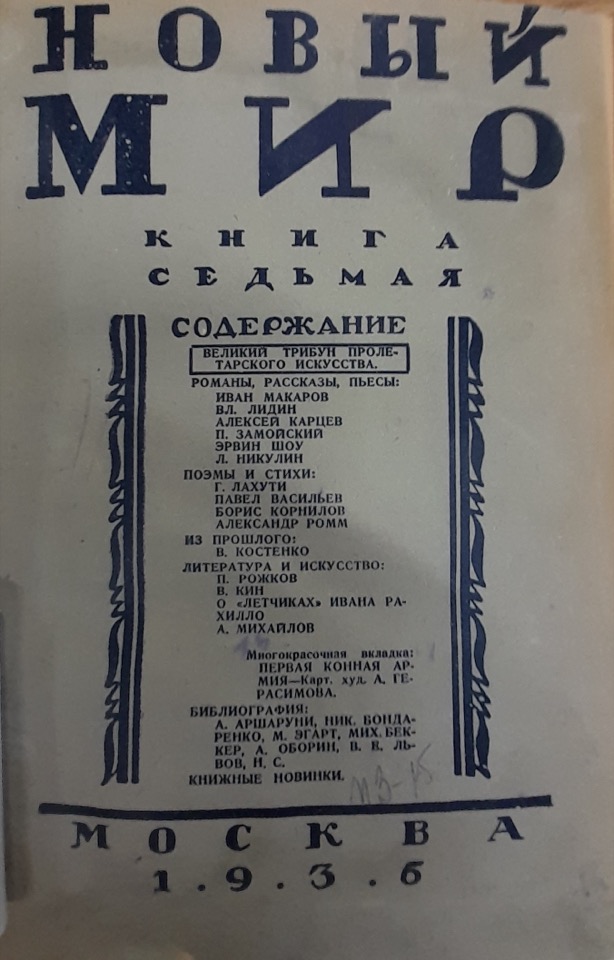 НОВЫЙ
МИР
КНИГА
СЕДЬМАЯ
СОДЕРЖАНИЕ
ВЕЛИКИЙ ТРИБУН ПРОЛЕ-
ТАРСКОГО ИСКУССТВА.
РОМАНЫ, РАССКАЗЫ, ПЬЕСЫ:
ИВАН МАКАРОВ
ВЛ. ЛИДИН
АЛЕКСЕЙ КАРЦЕВ
П. ЗАМОЙСКИЙ
ЭРВИН ШОУ
Л. НИКУЛИН
ПОЭМЫ И СТИХИ:
Г. ЛАХУТИ
ПАВЕЛ ВАСИЛЬЕВ
БОРИС КОРНИЛОВ
АЛЕКСАНДР РОММ
ИЗ ПРОШЛОГО:
В. КОСТЕНКО
ЛИТЕРАТУРА И ИСКУССТВО:
П. РОЖКОВ
В. КИН
О «ЛЕТЧИКАХ» ИВАНА РА-
ХИЛЛО
А. МИХАЙЛОВ
Многокрасочная вкладка:
ПЕРВАЯ КОННАЯ АР-
МИЯ—Карт. худ. А. ГЕ-
РАСИМОВА.
БИБЛИОГРАФИЯ:
А. АРШАРУНИ, НИК. БОНДА-
РЕНКО, М. ЭГАРТ, МИХ. БЕК-
КЕР, А. ОБОРИН, В. Е. ЛЬ-
ВОВ, Н. С.
КНИЖНЫЕ НОВИНКИ.
МОСКВА
1.9.3.6